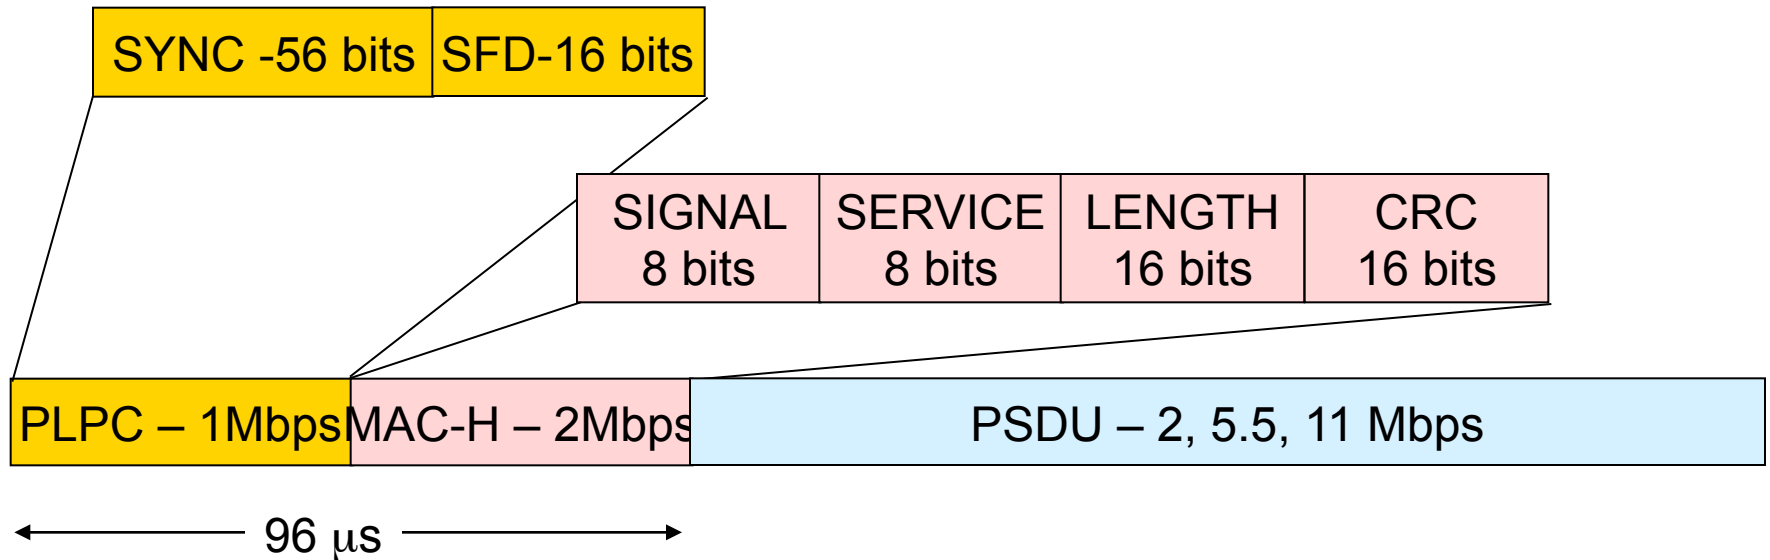 SYNC -56 bits SFD-16 bits
SIGNAL SERVICE LENGTH CRC
8 bits 8 bits 16 bits 16 bits
PLPC – 1Mbps MAC-H – 2Mbps PSDU – 2, 5.5, 11 Mbps
96 μs